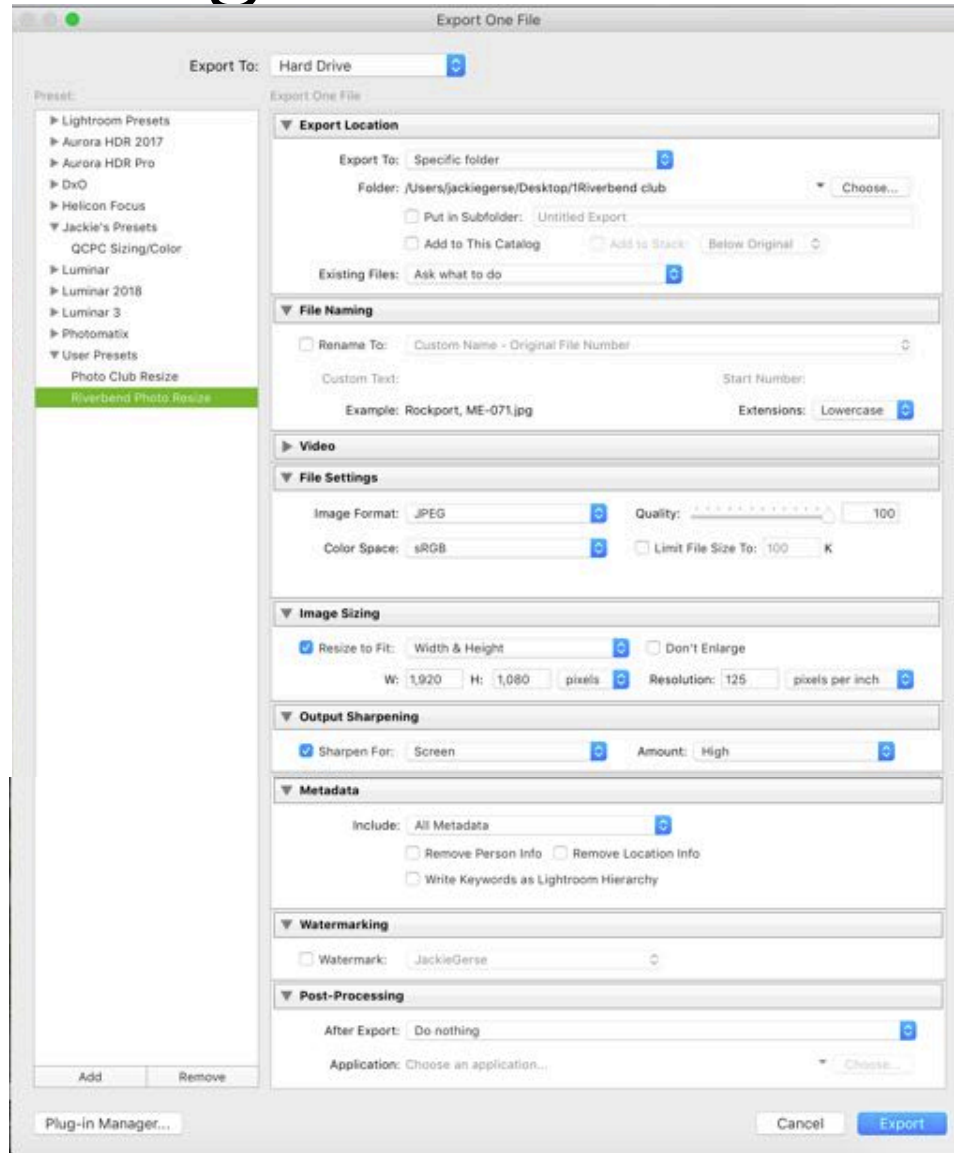 Export One File
Export To: Hard Drive
Preset:
Export One File
Lightroom Presets
Aurora HDR 2017
Aurora HDR Pro
DxO
Helicon Focus
Jackie's Presets
QCPC Sizing/Color
Luminar
Luminar 2018
Luminar 3
Photomatix
User Presets
Photo Club Resize
Riverbend Photo Resize
Add Remove
Export Location
Export To: Specific folder
Folder: /Users/jackiegerse/Desktop/1Riverbend club Choose...
Put in Subfolder: Untitled Export
Add to This Catalog Add to Stack: Below Original
Existing Files: Ask what to do
File Naming
Rename To: Custom Name - Original File Number
Custom Text: Start Number:
Example: Rockport, ME-071.jpg Extensions: Lowercase
Video
File Settings
Image Format: JPEG Quality: 100
Color Space: sRGB Limit File Size To: 100 K
Image Sizing
Resize to Fit: Width & Height Don't Enlarge
W: 1,920 H: 1,080 pixels Resolution: 125 pixels per inch
Output Sharpening
Sharpen For: Screen Amount: High
Metadata
Include: All Metadata
Remove Person Info Remove Location Info
Write Keywords as Lightroom Hierarchy
Watermarking
Watermark: JackieGerse
Post-Processing
After Export: Do nothing
Application: Choose an application... Choose...
Plug-in Manager... Cancel Export